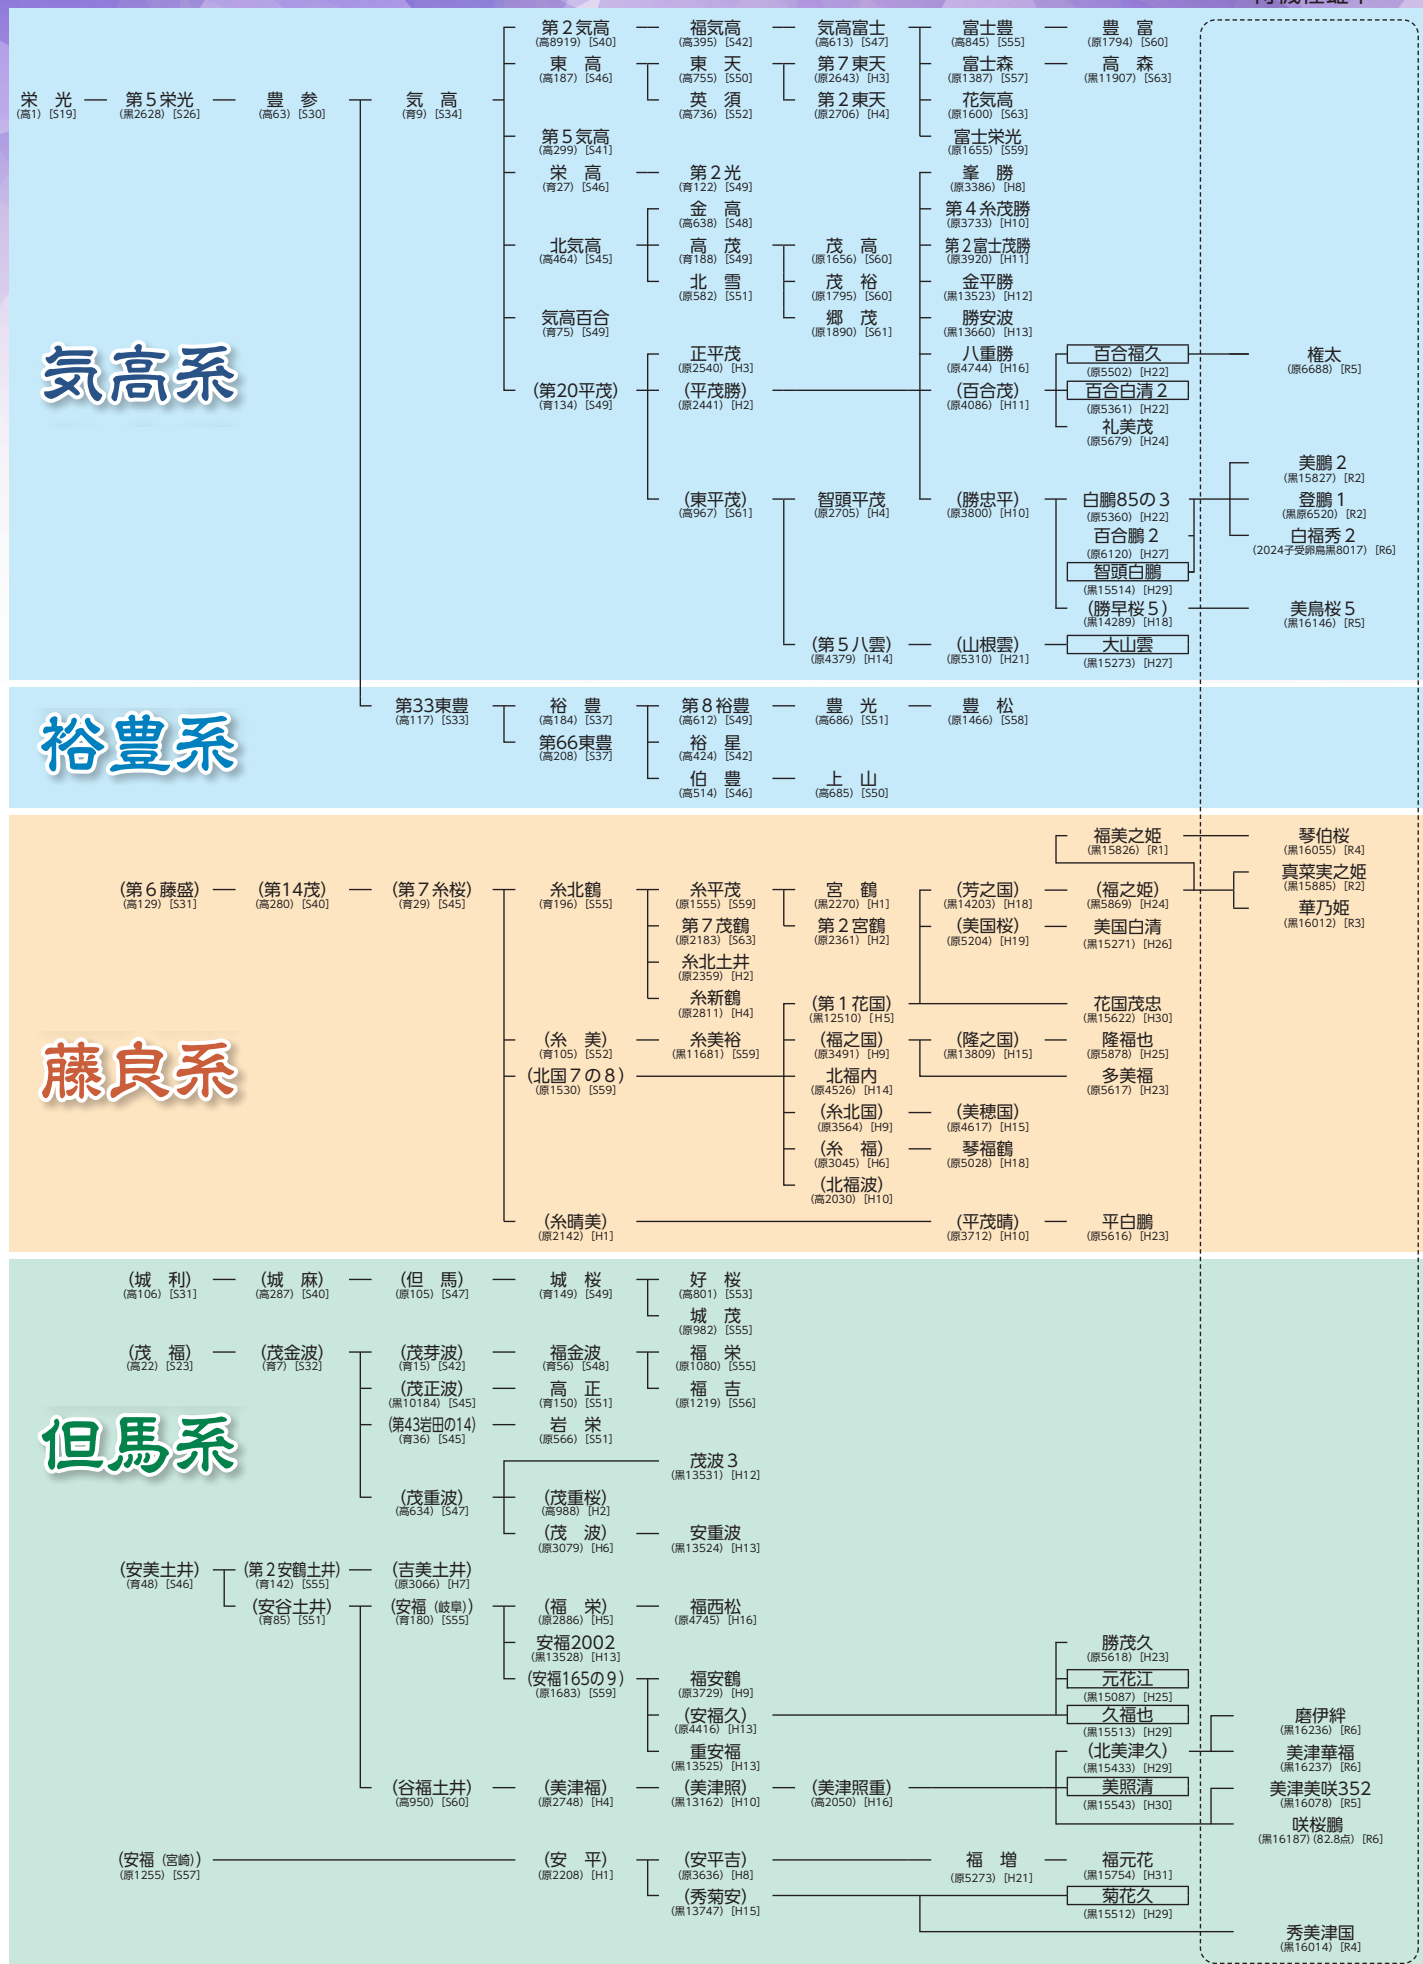 気高系
栄 光
(高1) [S19]
第5栄光
(黒2628) [S26]
豊 参
(高63) [S30]
気 高
(育9) [S34]
第2気高
(高8919) [S40]
福気高
(高395) [S42]
気高富士
(高613) [S47]
富士豊
(高845) [S55]
豊 富
(原1794) [S60]
東 高
(高187) [S46]
東 天
(高755) [S50]
第7東天
(原2643) [H3]
富士森
(原1387) [S57]
高 森
(黒11907) [S63]
英 須
(高736) [S52]
第2東天
(原2706) [H4]
花気高
(原1600) [S63]
第5気高
(高299) [S41]
富士栄光
(原1655) [S59]
栄 高
(育27) [S46]
第2光
(育122) [S49]
峯 勝
(原3386) [H8]
金 高
(高638) [S48]
第4糸茂勝
(原3733) [H10]
北気高
(高464) [S45]
高 茂
(育188) [S49]
茂 高
(原1656) [S60]
第2富士茂勝
(原3920) [H11]
北 雪
(原582) [S51]
茂 裕
(原1795) [S60]
金平勝
(黒13523) [H12]
気高百合
(育75) [S49]
郷 茂
(原1890) [S61]
勝安波
(黒13660) [H13]
正平茂
(原2540) [H3]
八重勝
(原4744) [H16]
百合福久
(原5502) [H22]
権太
(原6688) [R5]
(第20平茂)
(育134) [S49]
(平茂勝)
(原2441) [H2]
(百合茂)
(原4086) [H11]
百合白清2
(原5361) [H22]
礼美茂
(原5679) [H24]
美鵬2
(黒15827) [R2]
(東平茂)
(高967) [S61]
智頭平茂
(原2705) [H4]
(勝忠平)
(原3800) [H10]
白鵬85の3
(原5360) [H22]
登鵬1
(黒原6520) [R2]
百合鵬2
(原6120) [H27]
白福秀2
(2024子受卵鳥黒8017) [R6]
智頭白鵬
(黒15514) [H29]
(勝早桜5)
(黒14289) [H18]
美鳥桜5
(黒16146) [R5]
(第5八雲)
(原4379) [H14]
(山根雲)
(原5310) [H21]
大山雲
(黒15273) [H27]
裕豊系
第33東豊
(高117) [S33]
裕 豊
(高184) [S37]
第8裕豊
(高612) [S49]
豊 光
(高686) [S51]
豊 松
(原1466) [S58]
第66東豊
(高208) [S37]
裕 星
(高424) [S42]
伯 豊
(高514) [S46]
上 山
(高685) [S50]
藤良系
福美之姫
(黒15826) [R1]
琴伯桜
(黒16055) [R4]
真菜実之姫
(黒15885) [R2]
(第6藤盛)
(高129) [S31]
(第14茂)
(高280) [S40]
(第7糸桜)
(育29) [S45]
糸北鶴
(育196) [S55]
糸平茂
(原1555) [S59]
宮 鶴
(黒2270) [H1]
(芳之国)
(黒14203) [H18]
(福之姫)
(黒5869) [H24]
華乃姫
(黒16012) [R3]
第7茂鶴
(原2183) [S63]
第2宮鶴
(原2361) [H2]
(美国桜)
(原5204) [H19]
美国白清
(黒15271) [H26]
糸北土井
(原2359) [H2]
糸新鶴
(原2811) [H4]
(第1花国)
(黒12510) [H5]
花国茂忠
(黒15622) [H30]
(糸 美)
(育105) [S52]
糸美裕
(黒11681) [S59]
(福之国)
(原3491) [H9]
(隆之国)
(黒13809) [H15]
隆福也
(原5878) [H25]
(北国7の8)
(原1530) [S59]
北福内
(原4526) [H14]
多美福
(原5617) [H23]
(糸北国)
(原3564) [H9]
(美穂国)
(原4617) [H15]
(糸 福)
(原3045) [H6]
琴福鶴
(原5028) [H18]
(北福波)
(高2030) [H10]
(糸晴美)
(原2142) [H1]
(平茂晴)
(原3712) [H10]
平白鵬
(原5616) [H23]
但馬系
(城 利)
(高106) [S31]
(城 麻)
(高287) [S40]
(但 馬)
(原105) [S47]
城 桜
(育149) [S49]
好 桜
(高801) [S53]
城 茂
(原982) [S55]
(茂 福)
(高22) [S23]
(茂金波)
(育7) [S32]
(茂芽波)
(育15) [S42]
福金波
(育56) [S48]
福 栄
(原1080) [S55]
(茂正波)
(黒10184) [S45]
高 正
(育150) [S51]
福 吉
(原1219) [S56]
(第43岩田の14)
(育36) [S45]
岩 栄
(原566) [S51]
茂波3
(黒13531) [H12]
(茂重波)
(高634) [S47]
(茂重桜)
(高988) [H2]
(茂 波)
(原3079) [H6]
安重波
(黒13524) [H13]
(安美土井)
(育48) [S46]
(第2安鶴土井)
(育142) [S55]
(吉美土井)
(原3066) [H7]
(安谷土井)
(育85) [S51]
(安福(岐阜))
(育180) [S55]
(福 栄)
(原2886) [H5]
福西松
(原4745) [H16]
安福2002
(黒13528) [H13]
勝茂久
(原5618) [H23]
(安福165の9)
(原1683) [S59]
福安鶴
(原3729) [H9]
元花江
(黒15087) [H25]
(安福久)
(原4416) [H13]
久福也
(黒15513) [H29]
磨伊絆
(黒16236) [R6]
重安福
(黒13525) [H13]
(北美津久)
(黒15433) [H29]
美津華福
(黒16237) [R6]
(谷福土井)
(高950) [S60]
(美津福)
(原2748) [H4]
(美津照)
(黒13162) [H10]
(美津照重)
(高2050) [H16]
美照清
(黒15543) [H30]
美津美咲352
(黒16078) [R5]
咲桜鵬
(黒16187)(82.8点) [R6]
(安福(宮崎))
(原1255) [S57]
(安 平)
(原2208) [H1]
(安平吉)
(原3636) [H8]
福 増
(原5273) [H21]
福元花
(黒15754) [H31]
(秀菊安)
(黒13747) [H15]
菊花久
(黒15512) [H29]
秀美津国
(黒16014) [R4]